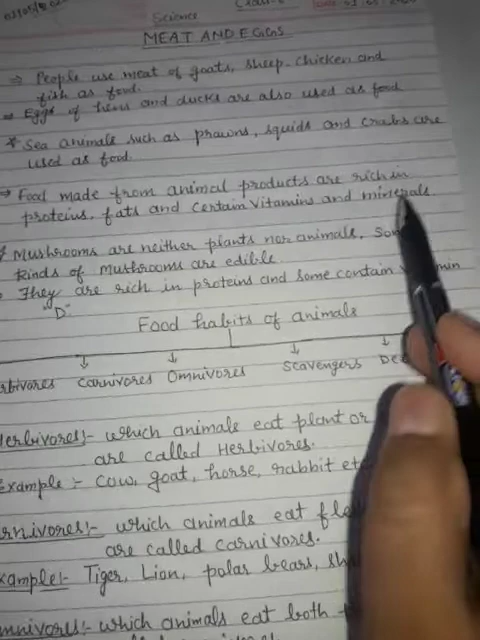 Science
MEAT AND EGGS
⇒ People use meat of goats, sheep, chicken and
fish as food.
⇒ Eggs of hens and ducks are also used as food
* Sea animals such as prawns, squids and crabs are
used as food.
⇒ Food made from animal products are rich in
proteins, fats and certain vitamins and minerals
Mushrooms are neither plants nor animals.
kinds of mushrooms are edible.
They are rich in proteins and some contain
"D"
Food habits of animals
Carnivores Omnivores Scavengers
Herbivores:- which animals eat plant or
are called Herbivores.
Example :- Cow, goat, horse, rabbit etc
which animals eat
are called carnivores.
Tiger, Lion, polar bears,
which animals eat both